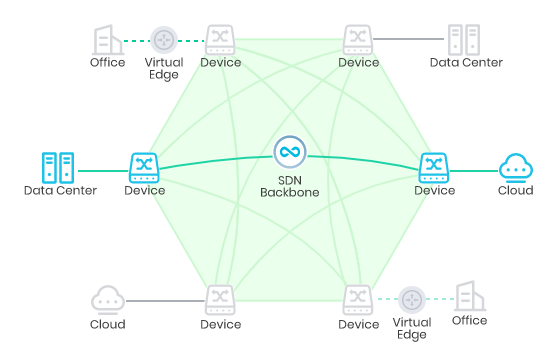 Office
Virtual
Edge
Device
Device
Data Center
Data Center
Device
SDN
Backbone
Device
Cloud
Cloud
Device
Device
Virtual
Edge
Office